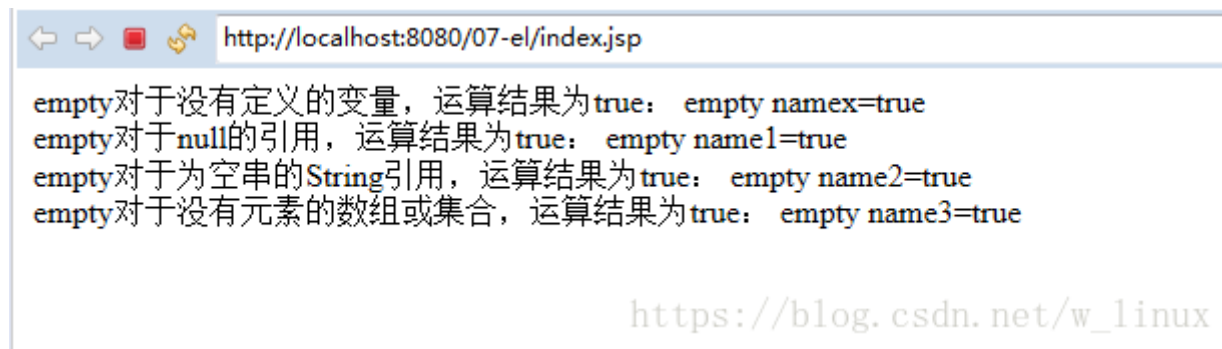 http://localhost:8080/07-el/index.jsp
empty对于没有定义的变量，运算结果为true： empty namex=true
empty对于null的引用，运算结果为true： empty name1=true
empty对于为空串的String引用，运算结果为true： empty name2=true
empty对于没有元素的数组或集合，运算结果为true： empty name3=true
https://blog.csdn.net/w_linux